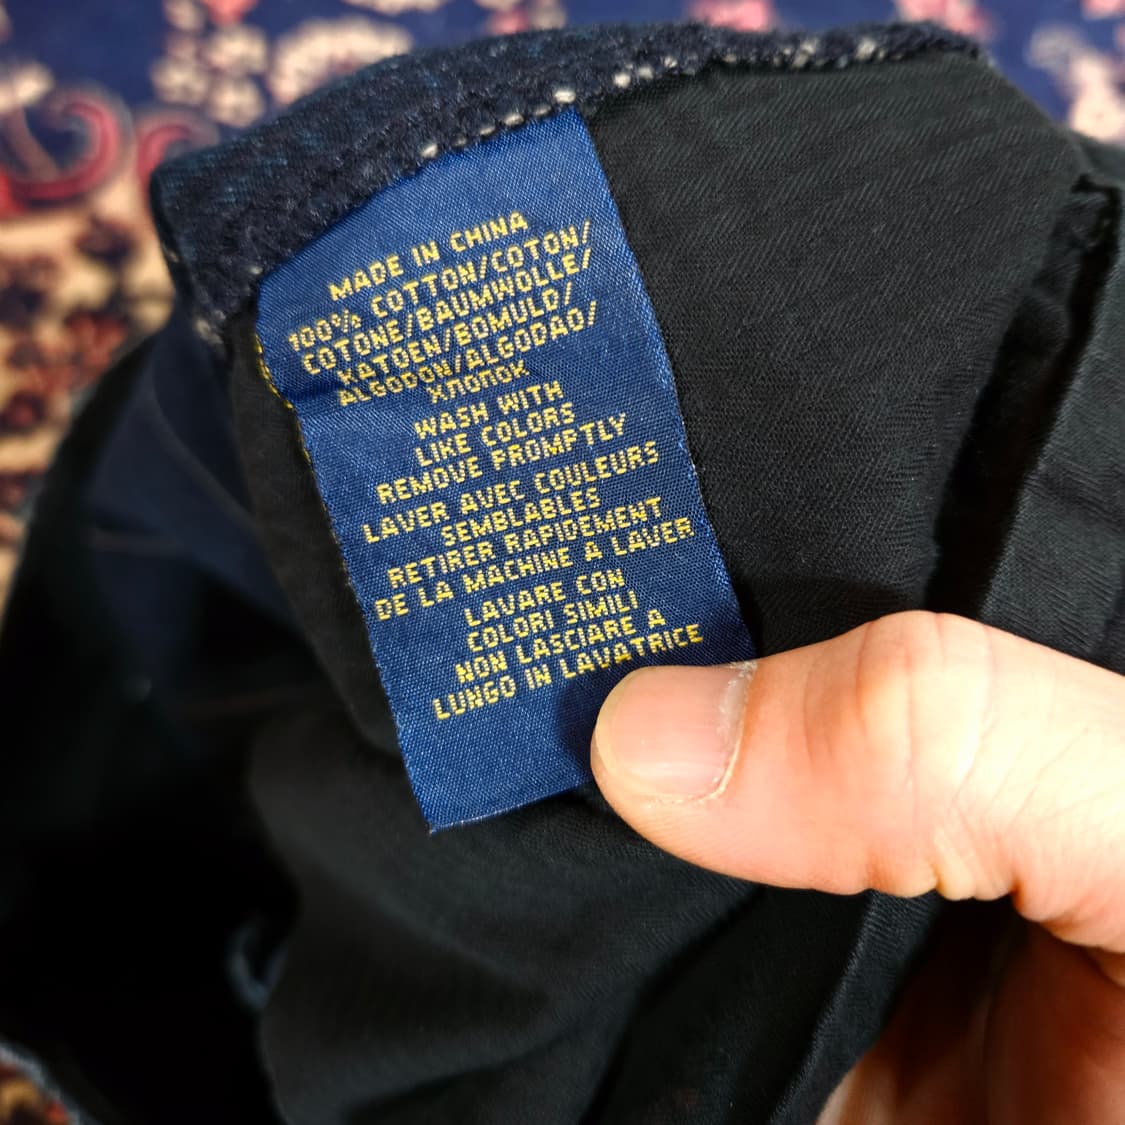 MADE IN CHINA
100% COTTON/COTON/
COTONE/BAUMWOLLE/
KATOEN/BOMULD/
ALGODON/ALGODAO/
Хлопок
WASH WITH
LIKE COLORS
REMOVE PROMPTLY
LAVER AVEC COULEURS
SEMBLABLES
RETIRER RAPIDEMENT
DE LA MACHINE A LAVER
LAVARE CON
COLORI SIMILI
NON LASCIARE A
LUNGO IN LAVATRICE